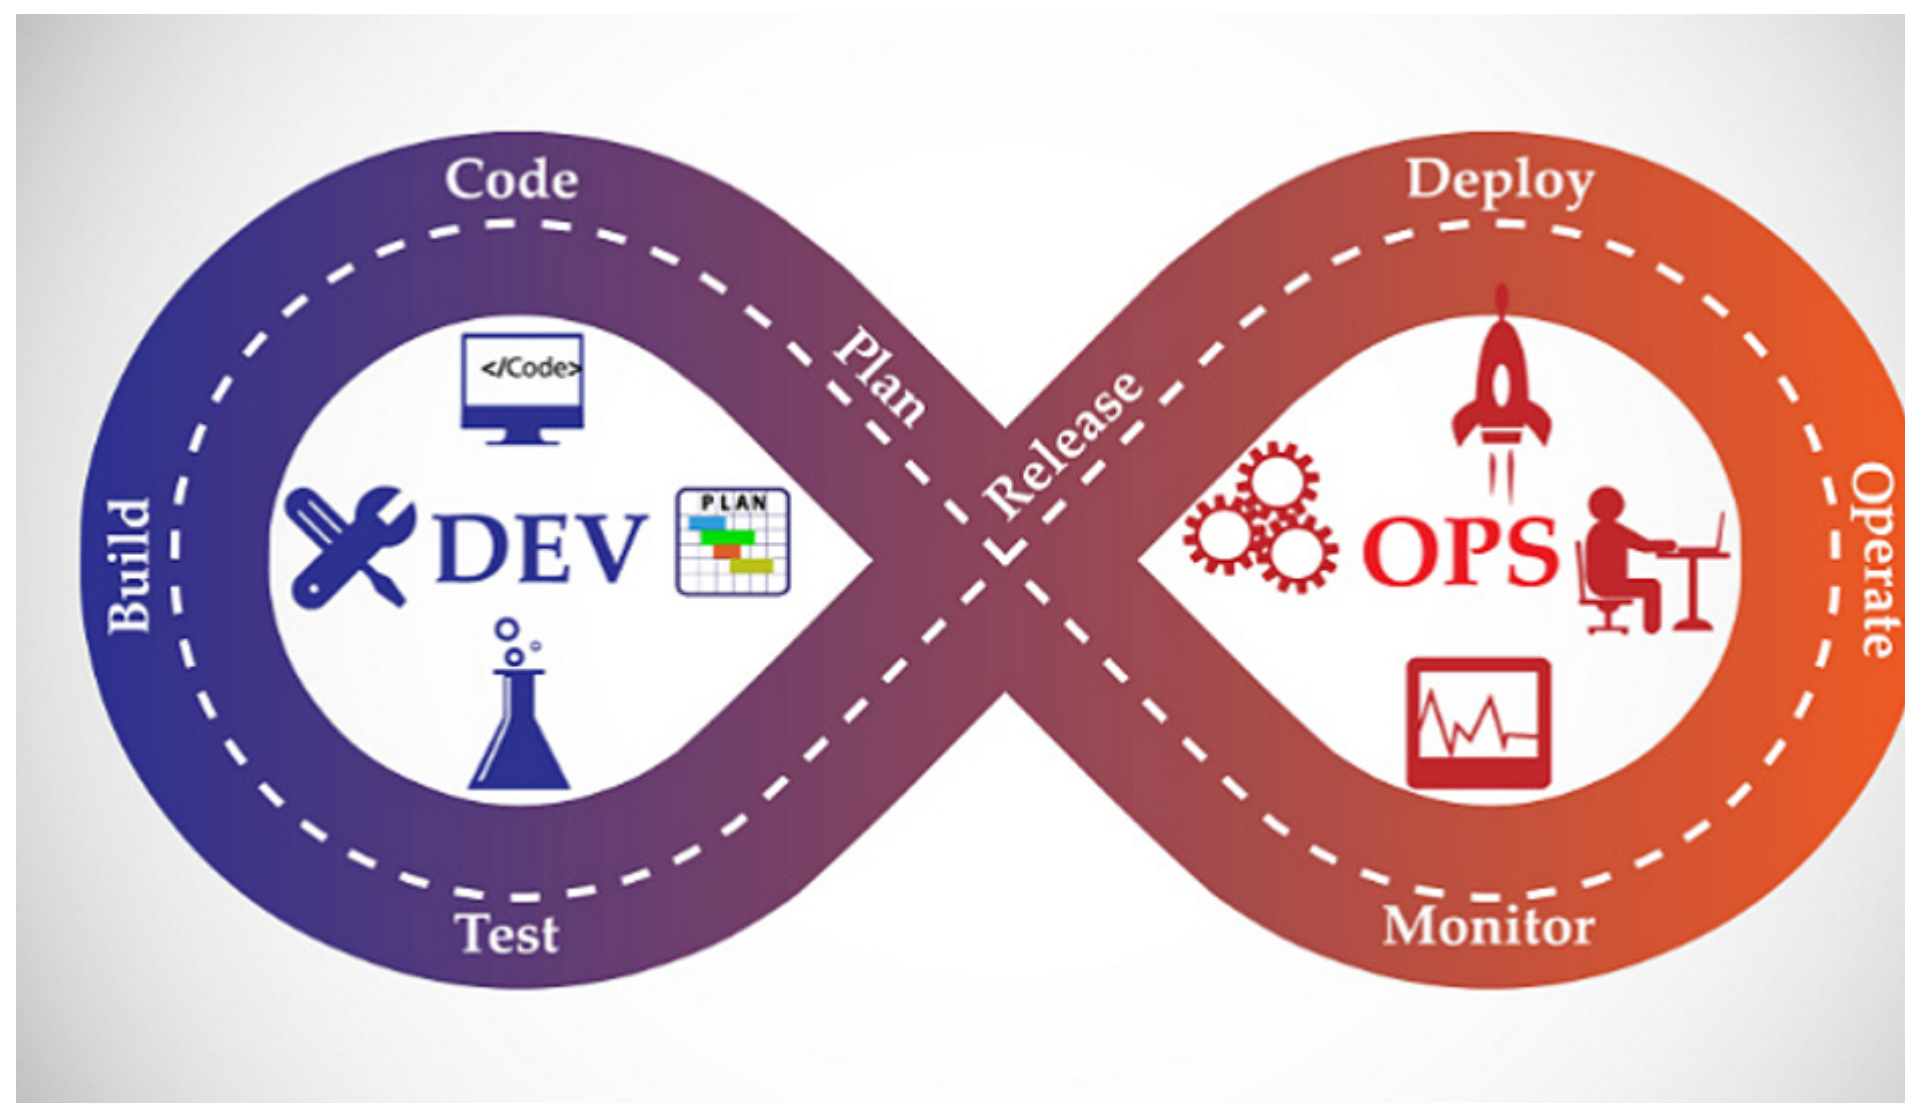 Code
Deploy
Plan
Release
</Code>
PLAN
Build
DEV
OPS
Operate
Test
Monitor